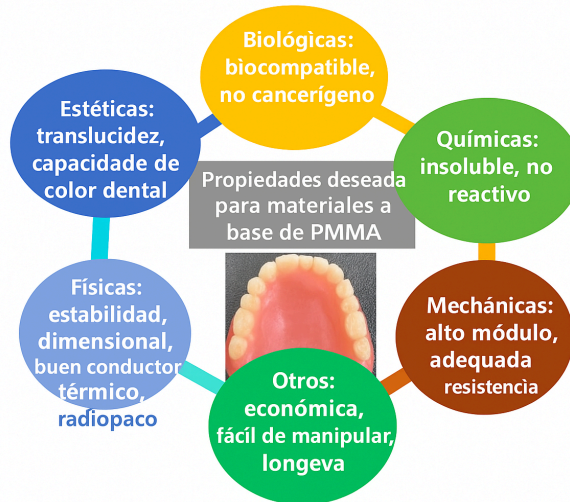 Biológicas:
biocompatible,
no cancerígeno
Estéticas:
translucidez,
capacidade de
color dental
Químicas:
insoluble, no
reactivo
Propiedades deseada
para materiales a
base de PMMA
Físicas:
estabilidad,
dimensional,
buen conductor
térmico,
radiopaco
Mechánicas:
alto módulo,
adequada
resistencia
Otros:
económica,
fácíl de manipular,
longeva